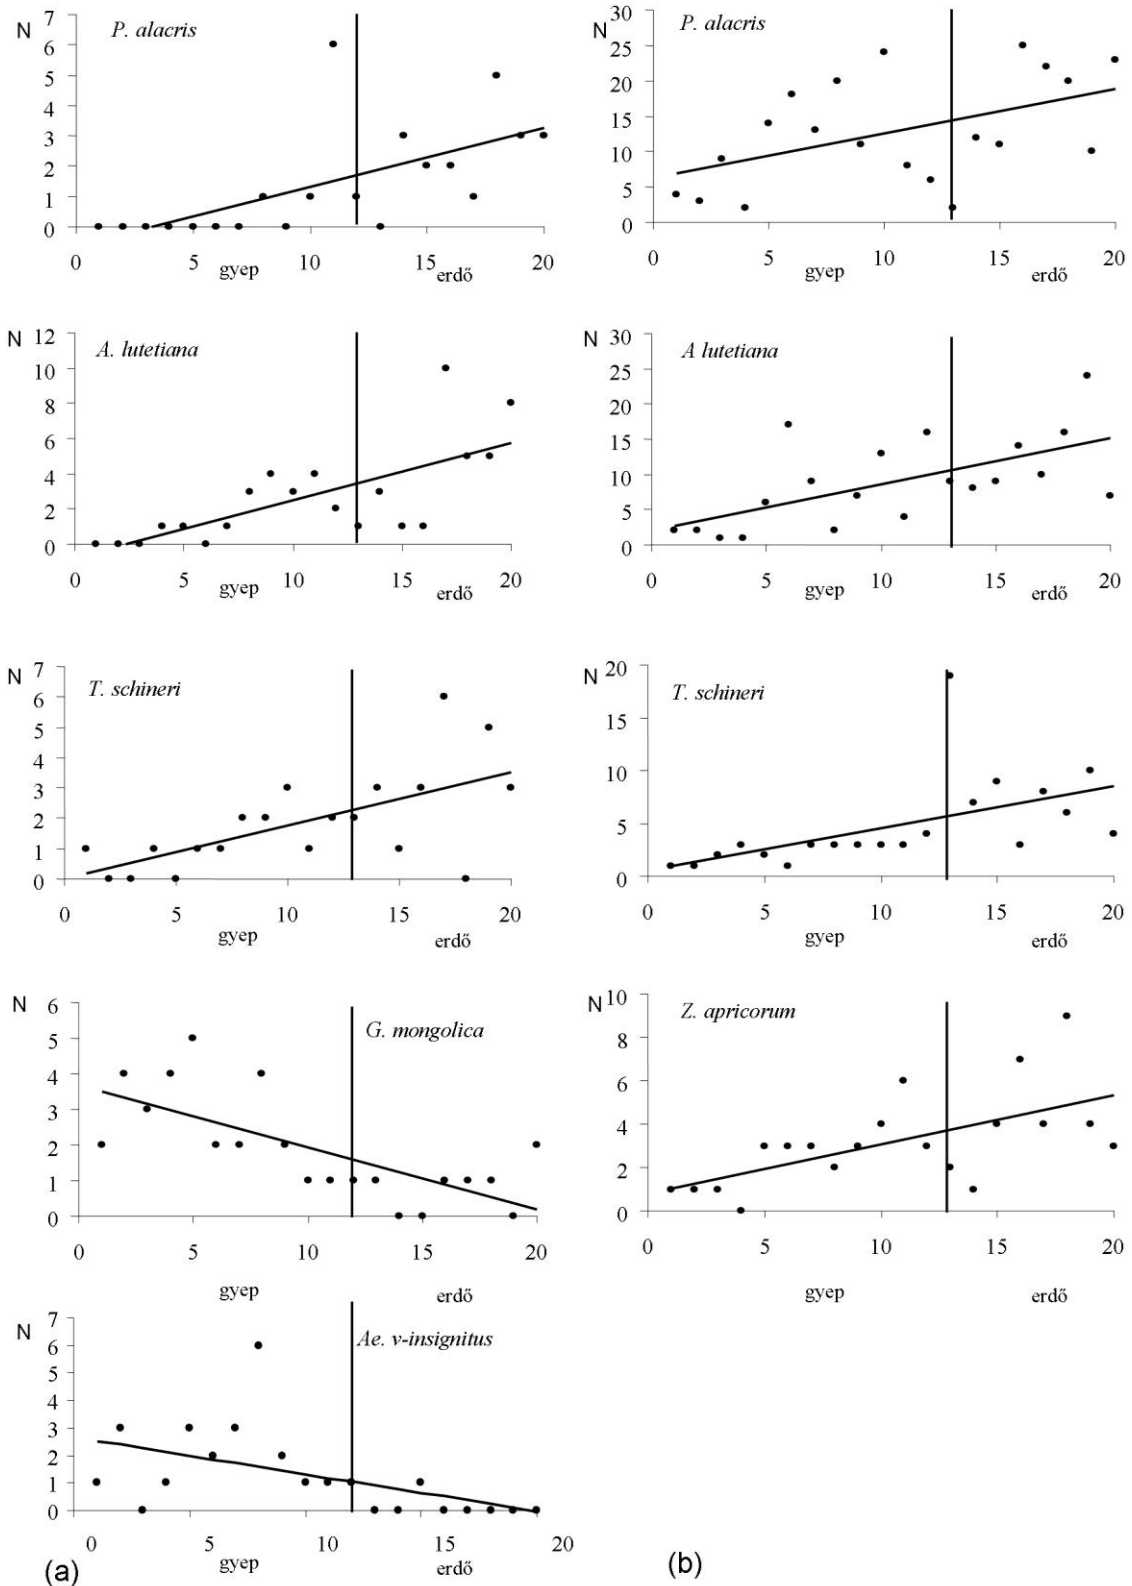 N 7
P. alacris
6
5
4
3
2
1
0
0 5 10 15 20
gyep erdő
N 30
P. alacris
25
20
15
10
5
0
0 5 10 15 20
gyep erdő
N 12
A. lutetiana
10
8
6
4
2
0
0 5 10 15 20
gyep erdő
N 30
A lutetiana
25
20
15
10
5
0
0 5 10 15 20
gyep erdő
N 7
T. schineri
6
5
4
3
2
1
0
0 5 10 15 20
gyep erdő
N 20
T. schineri
15
10
5
0
0 5 10 15 20
gyep erdő
N 6
G. mongolica
5
4
3
2
1
0
0 5 10 15 20
gyep erdő
N 10
Z. apricorum
8
6
4
2
0
0 5 10 15 20
gyep erdő
N 7
Ae. v-insignitus
6
5
4
3
2
1
0
0 5 10 15 20
gyep erdő
(a)
(b)